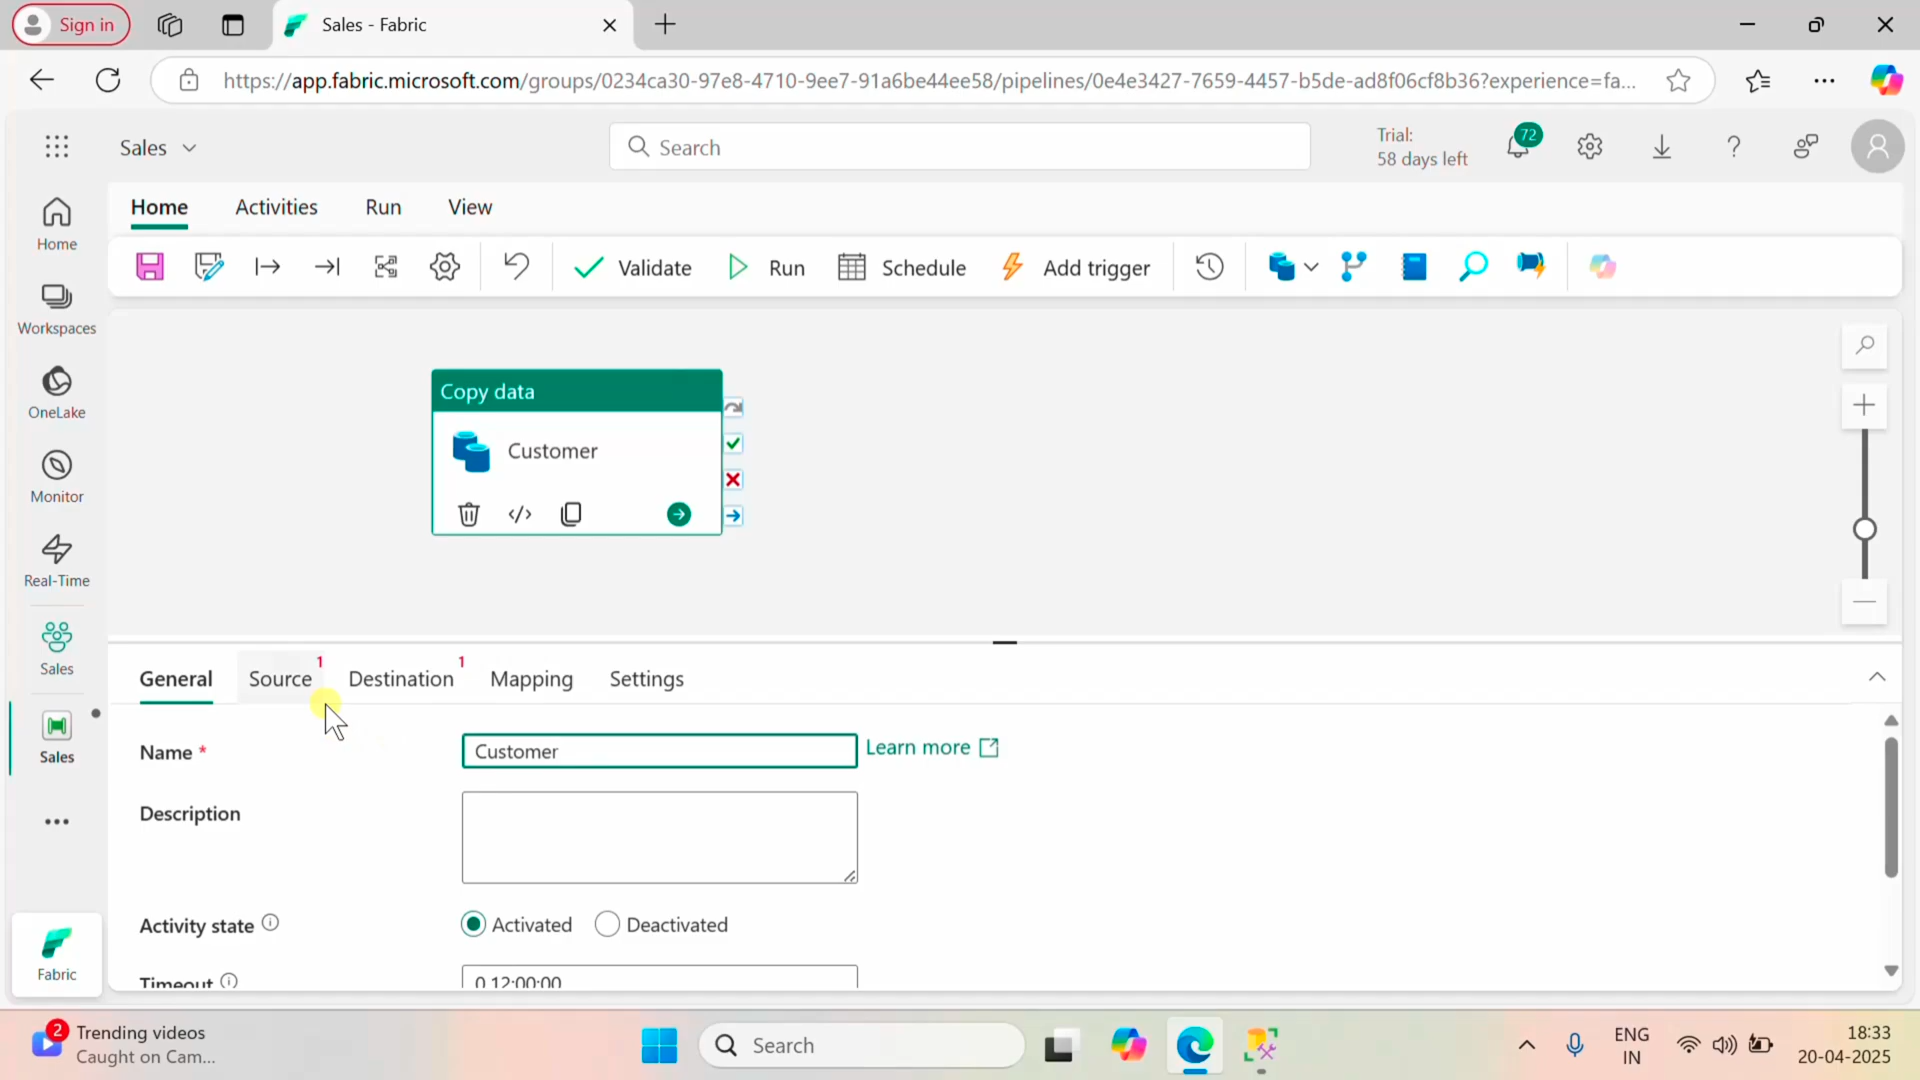 Sign in
Sales - Fabric
https://app.fabric.microsoft.com/groups/0234ca30-97e8-4710-9ee7-91a6be44ee58/pipelines/0e4e3427-7659-4457-b5de-ad8f06cf8b36?experience=fa...
Sales
Search
Trial:
58 days left
72
Home Activities Run View
Validate Run Schedule Add trigger
Home
Workspaces
OneLake
Monitor
Real-Time
Sales
Sales
Fabric
Copy data
Customer
General Source 1 Destination 1 Mapping Settings
Name * Customer Learn more
Description
Activity state Activated Deactivated
Timeout 0.12:00:00
2
Trending videos
Caught on Cam...
Search
ENG
IN
18:33
20-04-2025